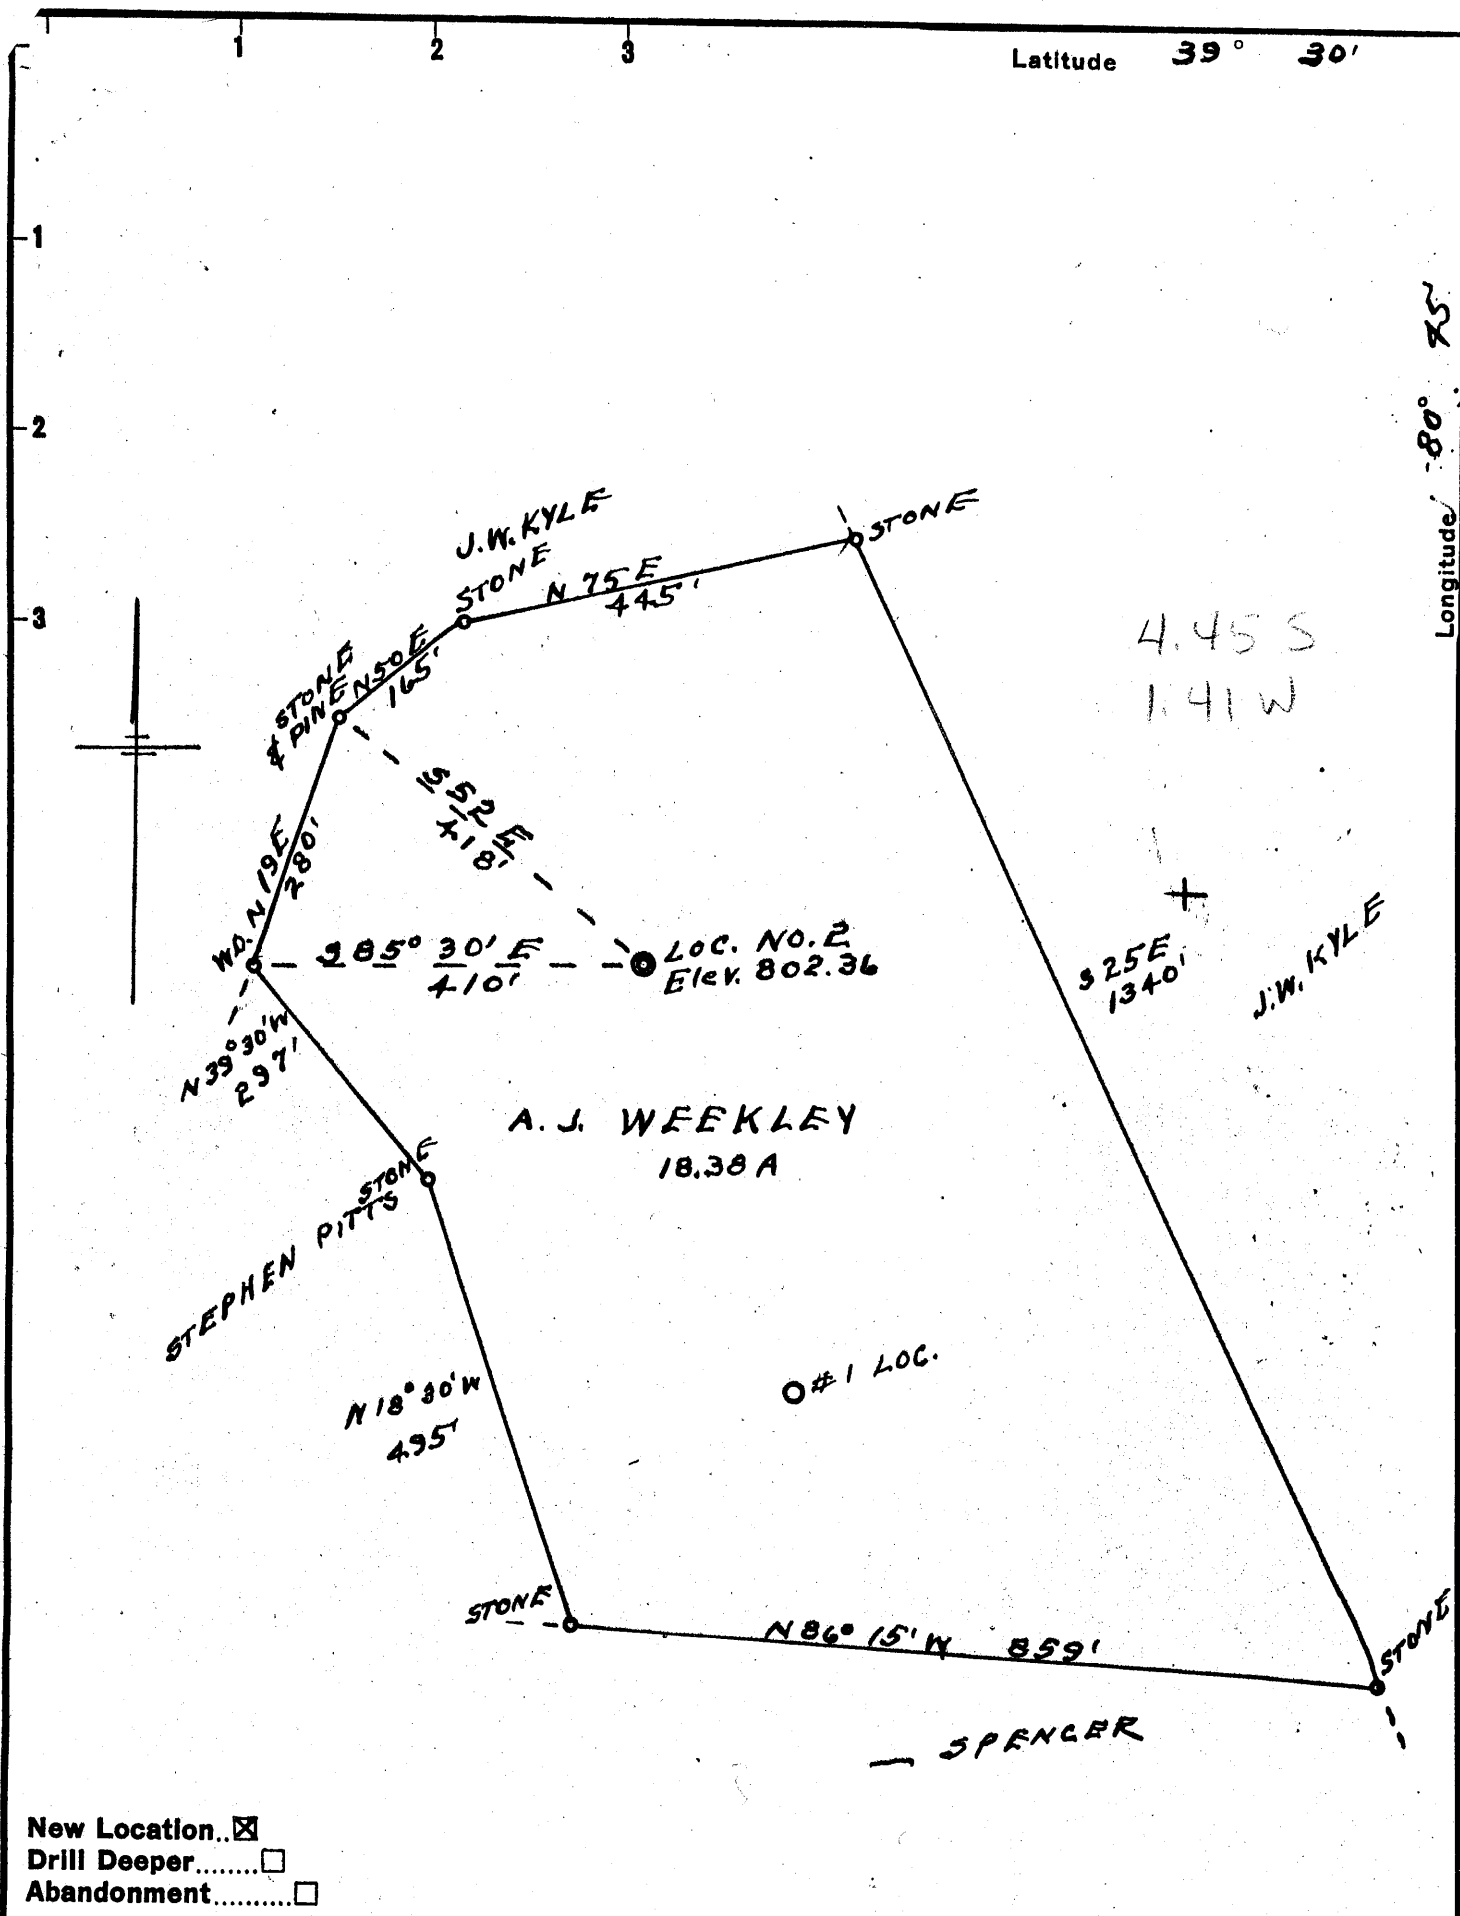 1 2 3
Latitude 39° 30'
1
2
3
Longitude 80° 45'
J.W. KYLE
STONE
N 75 E
445'
STONE
4.45 S
1.41 W
STONE
& PINE
N 50 E
165'
S 52 E
418'
N 19 E
280'
W.O.
S 85° 30' E
410'
LOC. NO. 2
Elev. 802.36
S 25 E
1340'
J.W. KYLE
N 39° 30' W
297'
A. J. WEEKLEY
18.38 A
STONE
STEPHEN PITTS
#1 LOC.
N 18° 30' W
495'
STONE
N 86° 15' W 859'
STONE
— SPENCER
New Location..☒
Drill Deeper........☐
Abandonment..........☐